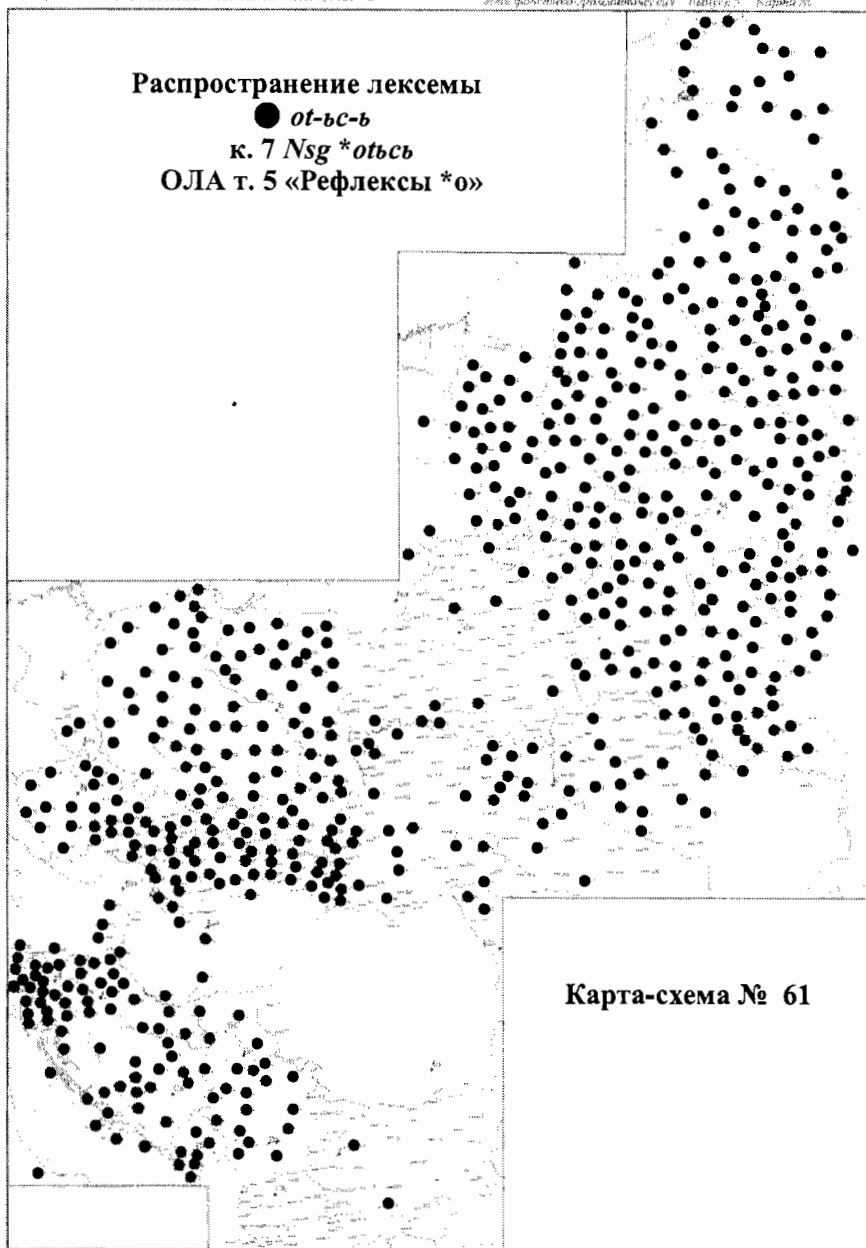 Распространение лексемы
● ot-ьc-ь
к. 7 Nsg *otьcь
ОЛА т. 5 «Рефлексы *о»
Карта-схема № 61